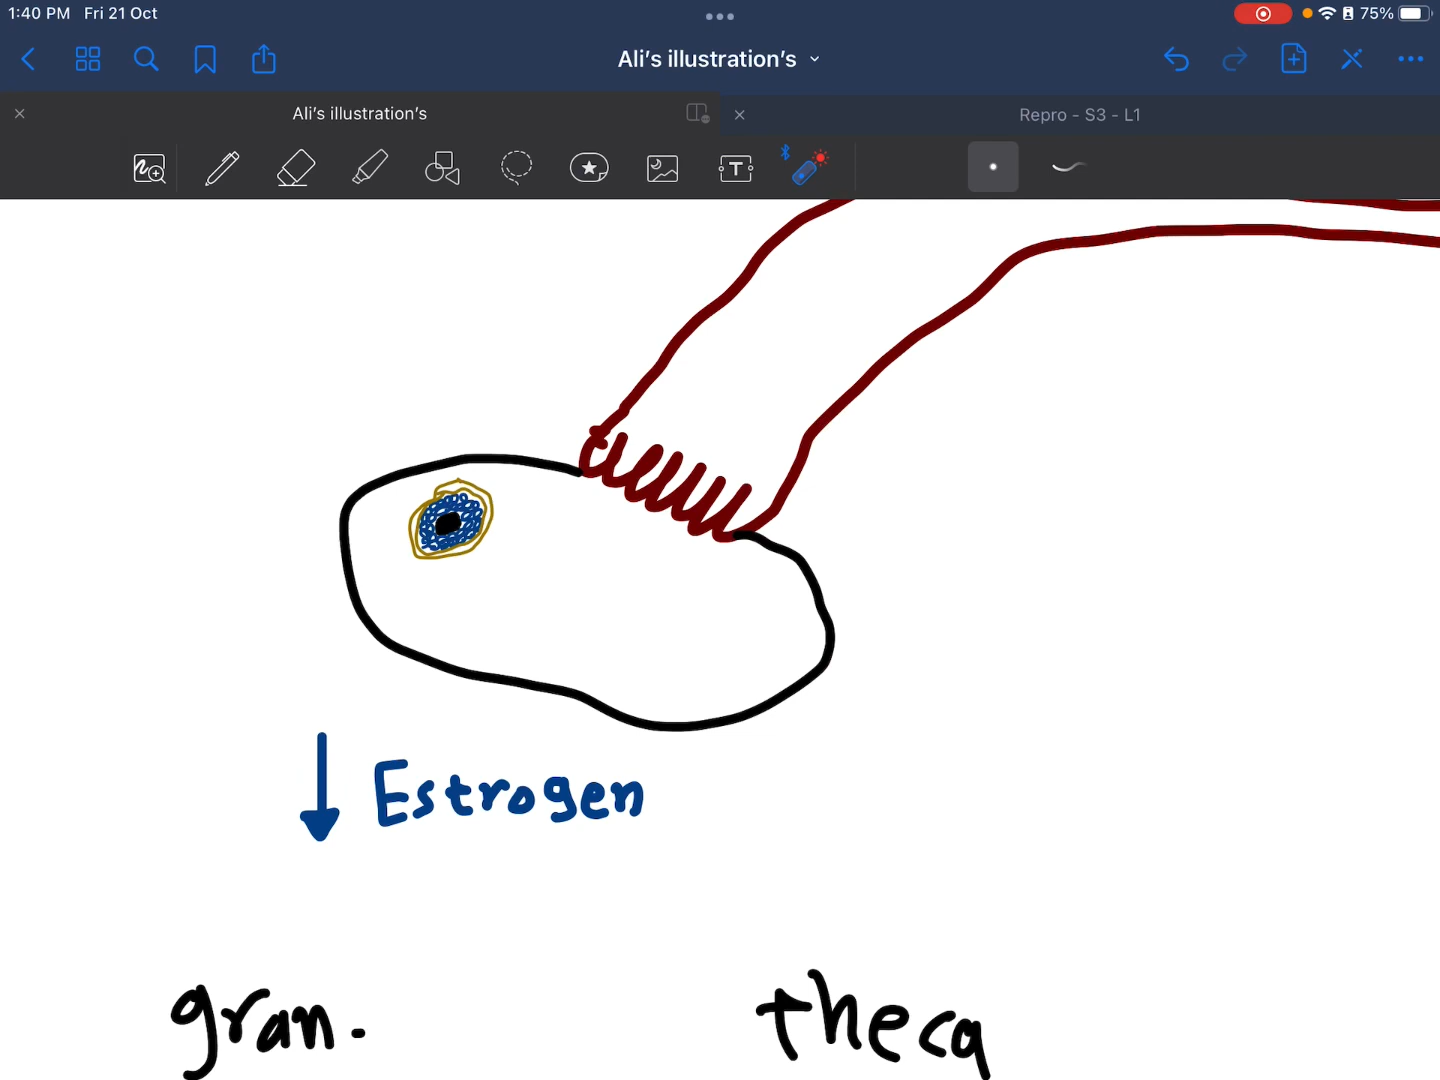 1:40 PM Fri 21 Oct 75%
Ali's illustration's
Ali's illustration's Repro - S3 - L1
T
Estrogen
gran. theca